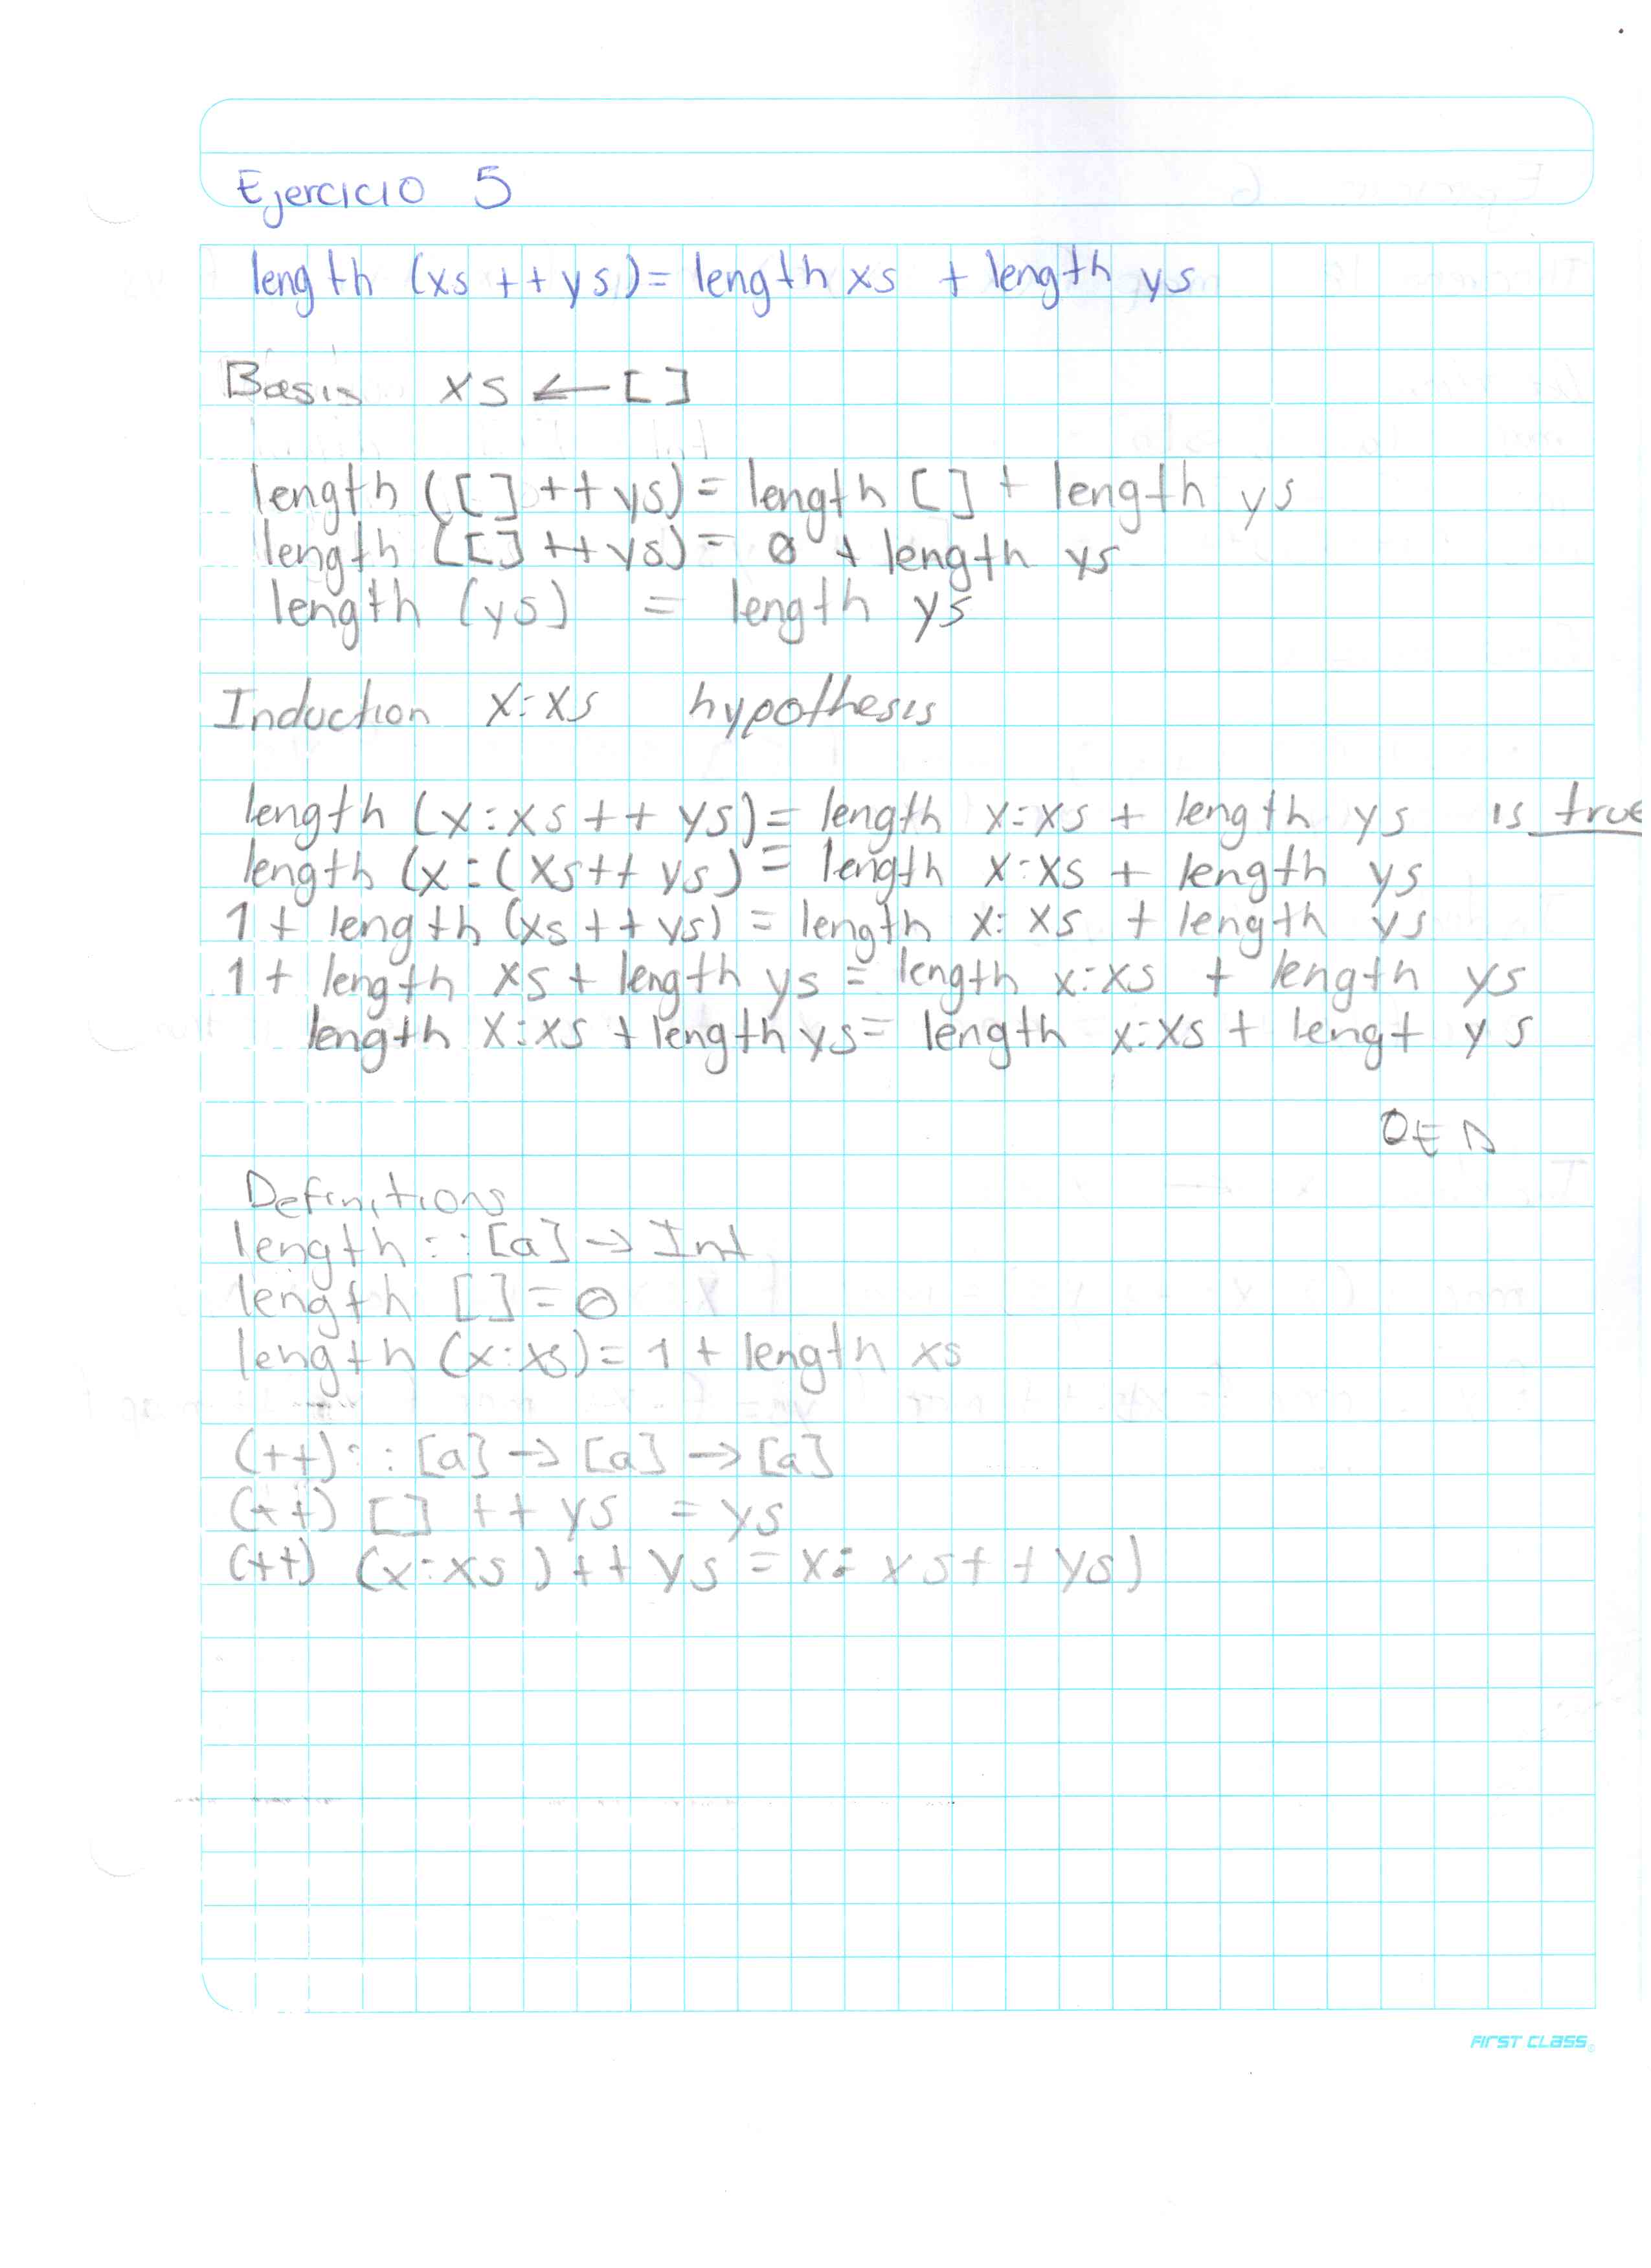 Ejercicio 5
length (xs ++ ys) = length xs + length ys
Basis xs ← []
length ([] ++ ys) = length [] + length ys
length ([] ++ ys) = 0 + length ys
length (ys) = length ys
Induction x:xs hypothesis
length (x:xs ++ ys) = length x:xs + length ys is true
length (x:(xs++ ys) = length x:xs + length ys
1 + length (xs ++ ys) = length x:xs + length ys
1 + length xs + length ys = length x:xs + length ys
length x:xs + length ys = length x:xs + lengt ys
QED
Definitions
length :: [a] → Int
length [] = 0
length (x:xs) = 1 + length xs
(++) :: [a] → [a] → [a]
(++) [] ++ ys = ys
(++) (x:xs) ++ ys = x: xs ++ ys)
FIRST CLASS